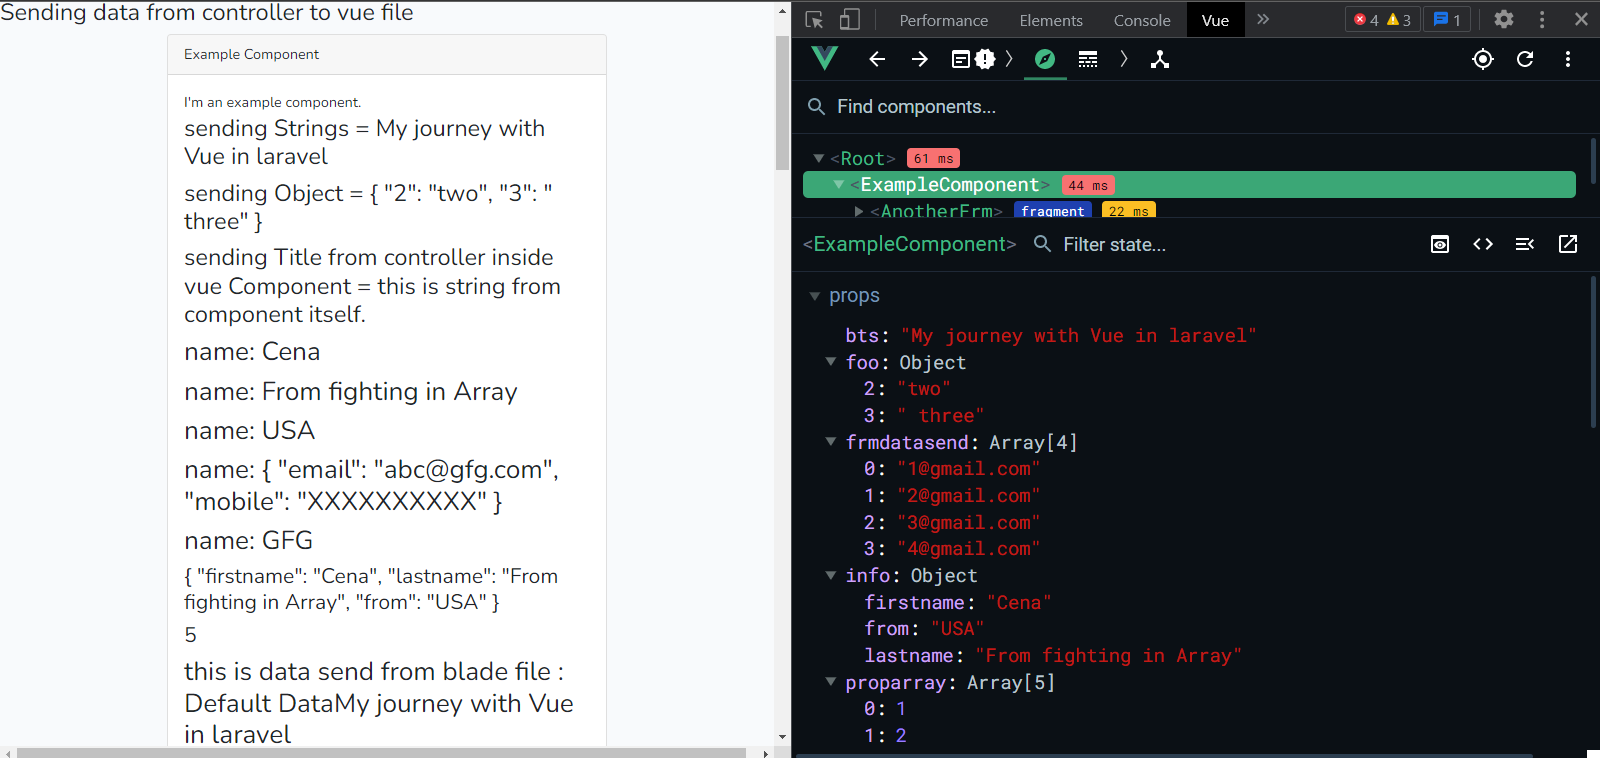 Sending data from controller to vue file
Example Component
I'm an example component.
sending Strings = My journey with
Vue in laravel
sending Object = { "2": "two", "3": "
three" }
sending Title from controller inside
vue Component = this is string from
component itself.
name: Cena
name: From fighting in Array
name: USA
name: { "email": "abc@gfg.com",
"mobile": "XXXXXXXXXX" }
name: GFG
{ "firstname": "Cena", "lastname": "From
fighting in Array", "from": "USA" }
5
this is data send from blade file :
Default DataMy journey with Vue
in laravel
Performance Elements Console Vue » 4 3 1
Find components...
<Root> 61 ms
<ExampleComponent> 44 ms
<AnotherFrm> fragment 22 ms
<ExampleComponent> Filter state...
props
bts: "My journey with Vue in laravel"
foo: Object
2: "two"
3: " three"
frmdatasend: Array[4]
0: "1@gmail.com"
1: "2@gmail.com"
2: "3@gmail.com"
3: "4@gmail.com"
info: Object
firstname: "Cena"
from: "USA"
lastname: "From fighting in Array"
proparray: Array[5]
0: 1
1: 2